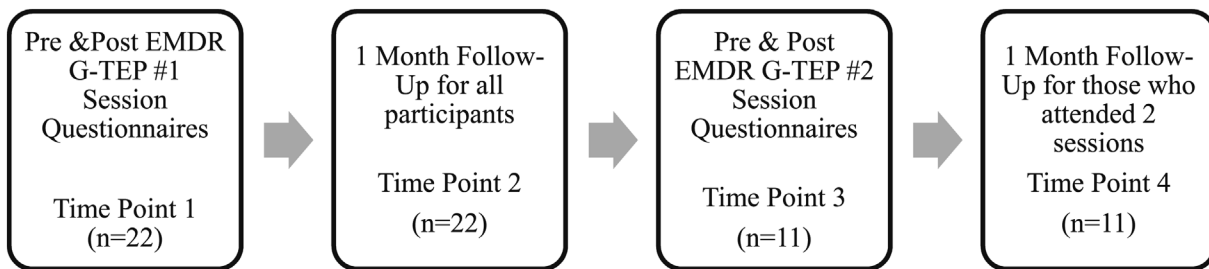 Pre &Post EMDR
G-TEP #1
Session
Questionnaires
Time Point 1
(n=22)
1 Month Follow-
Up for all
participants
Time Point 2
(n=22)
Pre & Post
EMDR G-TEP #2
Session
Questionnaires
Time Point 3
(n=11)
1 Month Follow-
Up for those who
attended 2
sessions
Time Point 4
(n=11)